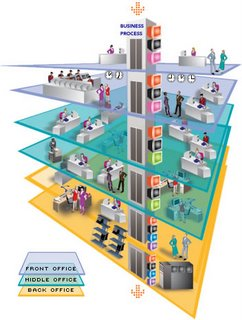 BUSINESS
PROCESS
FRONT OFFICE
MIDDLE OFFICE
BACK OFFICE